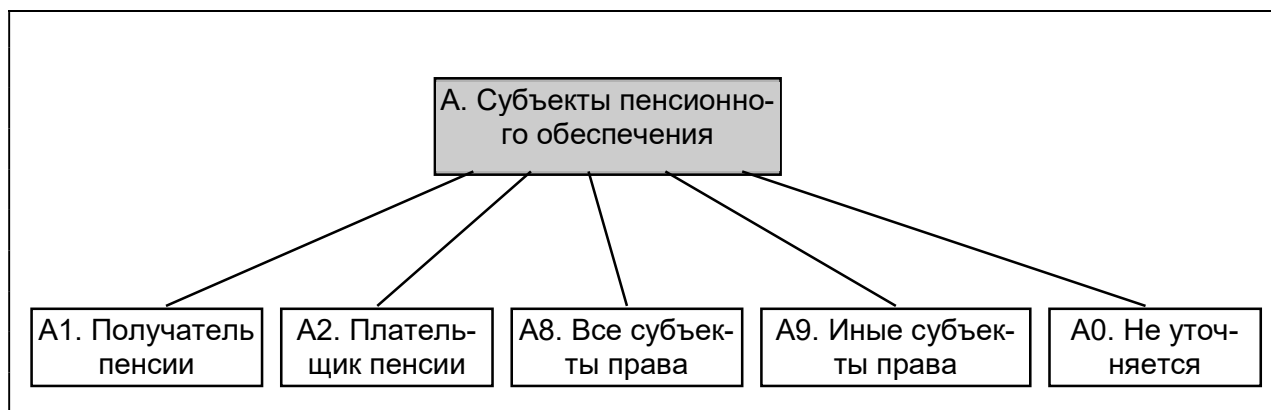 А. Субъекты пенсионно-
го обеспечения
А1. Получатель
пенсии
А2. Платель-
щик пенсии
А8. Все субъек-
ты права
А9. Иные субъек-
ты права
А0. Не уточ-
няется